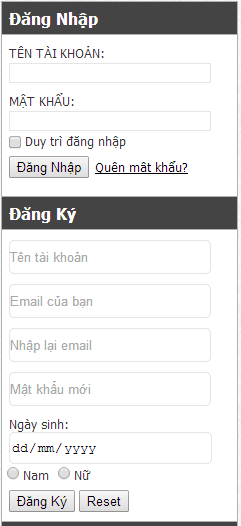 Đăng Nhập
TÊN TÀI KHOẢN:
MẬT KHẨU:
Duy trì đăng nhập
Đăng Nhập Quên mât khẩu?
Đăng Ký
Tên tài khoản
Email của bạn
Nhập lại email
Mật khẩu mới
Ngày sinh:
dd/mm/yyyy
Nam Nữ
Đăng Ký Reset